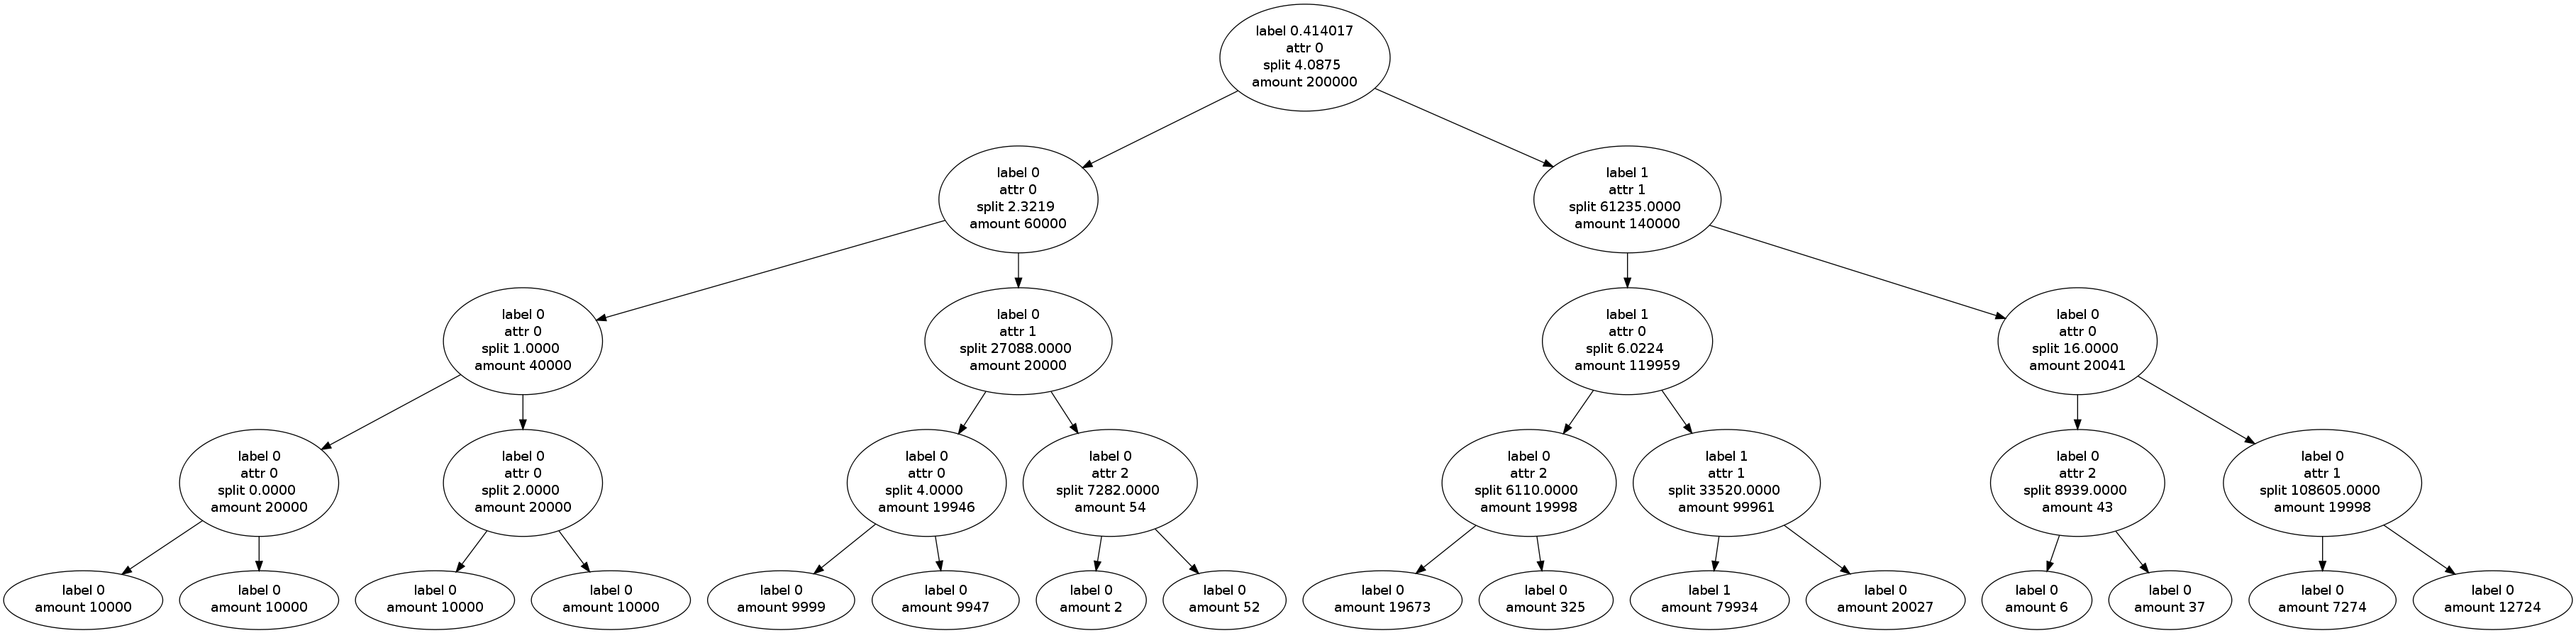 label 0.414017
attr 0
split 4.0875
amount 200000
label 0
attr 0
split 2.3219
amount 60000
label 1
attr 1
split 61235.0000
amount 140000
label 0
attr 0
split 1.0000
amount 40000
label 0
attr 1
split 27088.0000
amount 20000
label 1
attr 0
split 6.0224
amount 119959
label 0
attr 0
split 16.0000
amount 20041
label 0
attr 0
split 0.0000
amount 20000
label 0
attr 0
split 2.0000
amount 20000
label 0
attr 0
split 4.0000
amount 19946
label 0
attr 2
split 7282.0000
amount 54
label 0
attr 2
split 6110.0000
amount 19998
label 1
attr 1
split 33520.0000
amount 99961
label 0
attr 2
split 8939.0000
amount 43
label 0
attr 1
split 108605.0000
amount 19998
label 0
amount 10000
label 0
amount 10000
label 0
amount 10000
label 0
amount 10000
label 0
amount 9999
label 0
amount 9947
label 0
amount 2
label 0
amount 52
label 0
amount 19673
label 0
amount 325
label 1
amount 79934
label 0
amount 20027
label 0
amount 6
label 0
amount 37
label 0
amount 7274
label 0
amount 12724